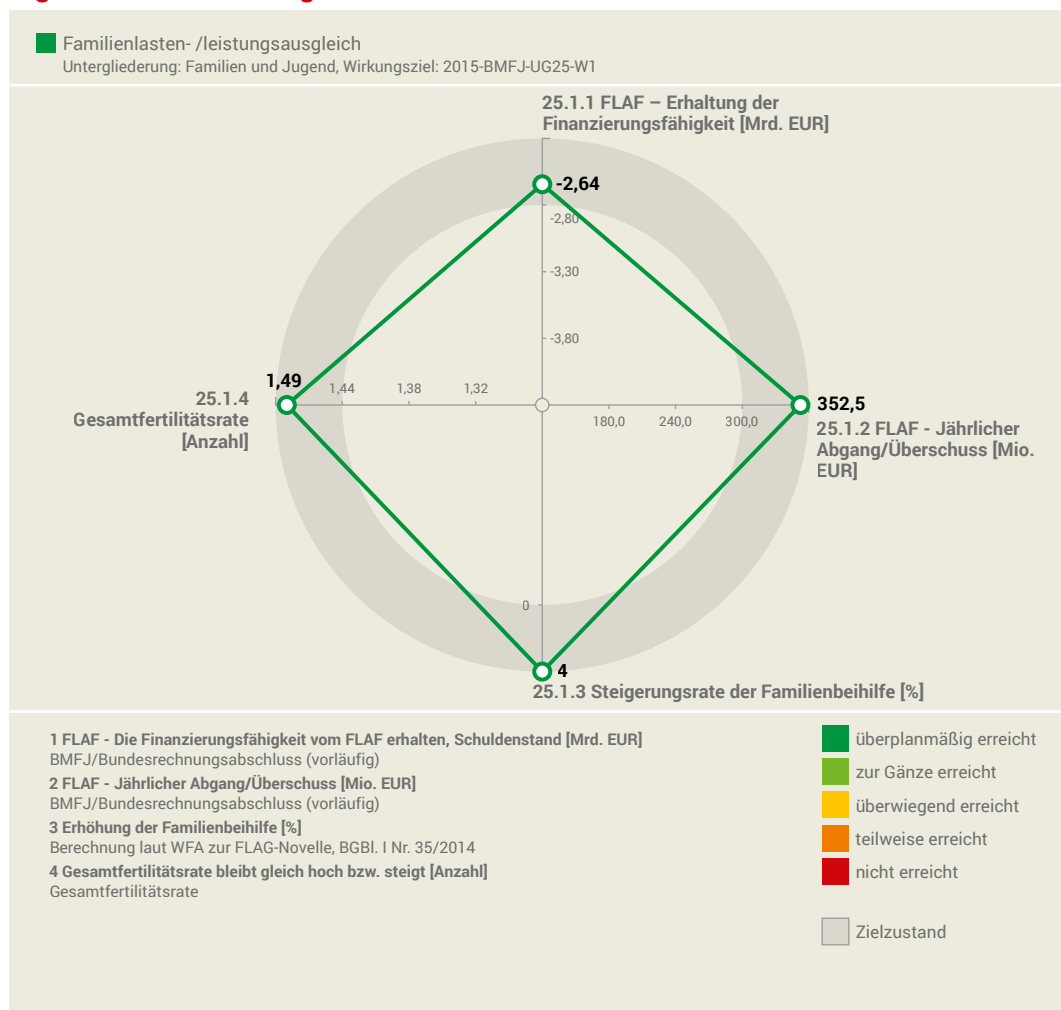 Familienlasten- /leistungsausgleich
Untergliederung: Familien und Jugend, Wirkungsziel: 2015-BMFJ-UG25-W1
25.1.1 FLAF – Erhaltung der
Finanzierungsfähigkeit [Mrd. EUR]
-2,64
-2,80
-3,30
-3,80
1,49
1,44
1,38
1,32
25.1.4
Gesamtfertilitätsrate
[Anzahl]
352,5
180,0
240,0
300,0
25.1.2 FLAF - Jährlicher
Abgang/Überschuss [Mio.
EUR]
0
4
25.1.3 Steigerungsrate der Familienbeihilfe [%]
1 FLAF - Die Finanzierungsfähigkeit vom FLAF erhalten, Schuldenstand [Mrd. EUR]
BMFJ/Bundesrechnungsabschluss (vorläufig)
2 FLAF - Jährlicher Abgang/Überschuss [Mio. EUR]
BMFJ/Bundesrechnungsabschluss (vorläufig)
3 Erhöhung der Familienbeihilfe [%]
Berechnung laut WFA zur FLAG-Novelle, BGBl. I Nr. 35/2014
4 Gesamtfertilitätsrate bleibt gleich hoch bzw. steigt [Anzahl]
Gesamtfertilitätsrate
überplanmäßig erreicht
zur Gänze erreicht
überwiegend erreicht
teilweise erreicht
nicht erreicht
Zielzustand